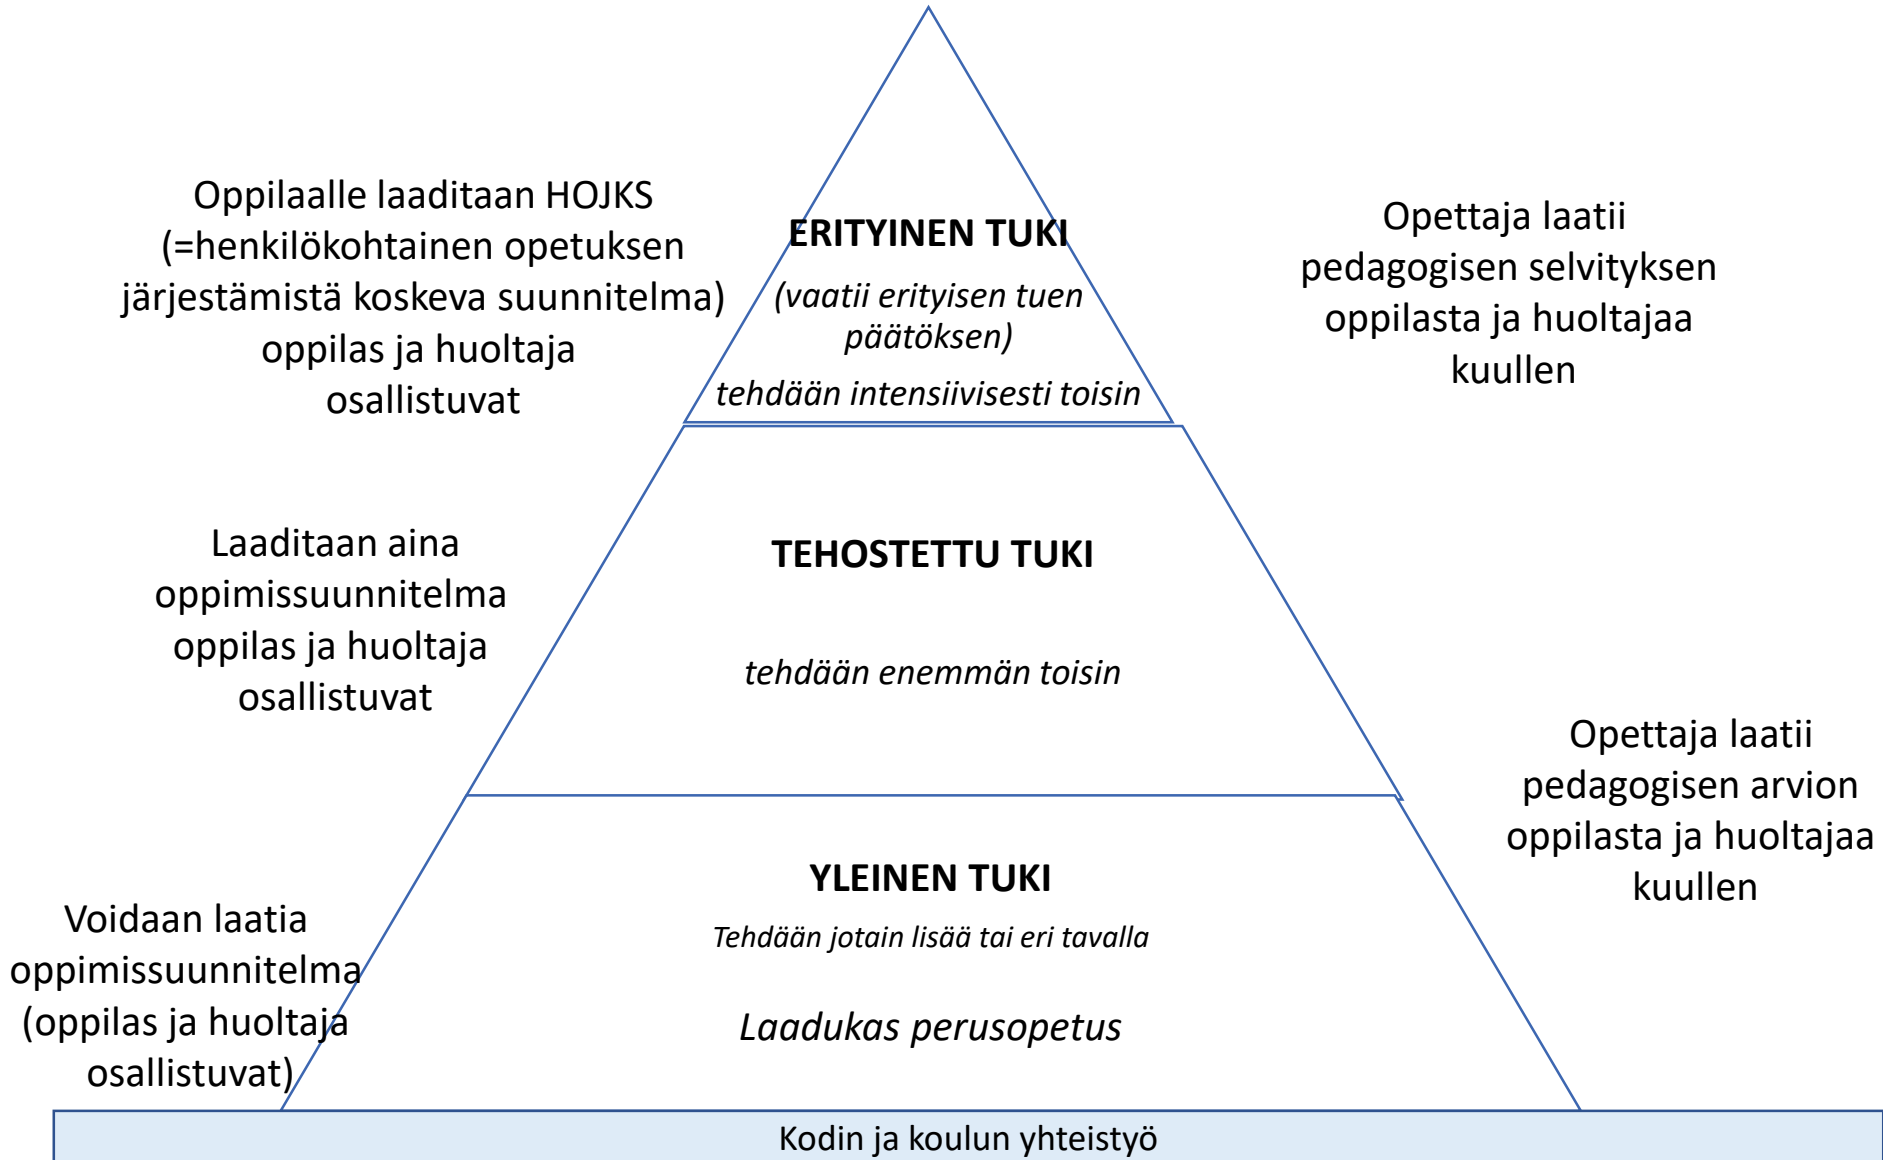 Oppilaalle laaditaan HOJKS
(=henkilökohtainen opetuksen
järjestämistä koskeva suunnitelma)
oppilas ja huoltaja
osallistuvat
ERITYINEN TUKI
(vaatii erityisen tuen
päätöksen)
tehdään intensiivisesti toisin
Opettaja laatii
pedagogisen selvityksen
oppilasta ja huoltajaa
kuullen
Laaditaan aina
oppimissuunnitelma
oppilas ja huoltaja
osallistuvat
TEHOSTETTU TUKI
tehdään enemmän toisin
Opettaja laatii
pedagogisen arvion
oppilasta ja huoltajaa
kuullen
Voidaan laatia
oppimissuunnitelma
(oppilas ja huoltaja
osallistuvat)
YLEINEN TUKI
Tehdään jotain lisää tai eri tavalla
Laadukas perusopetus
Kodin ja koulun yhteistyö